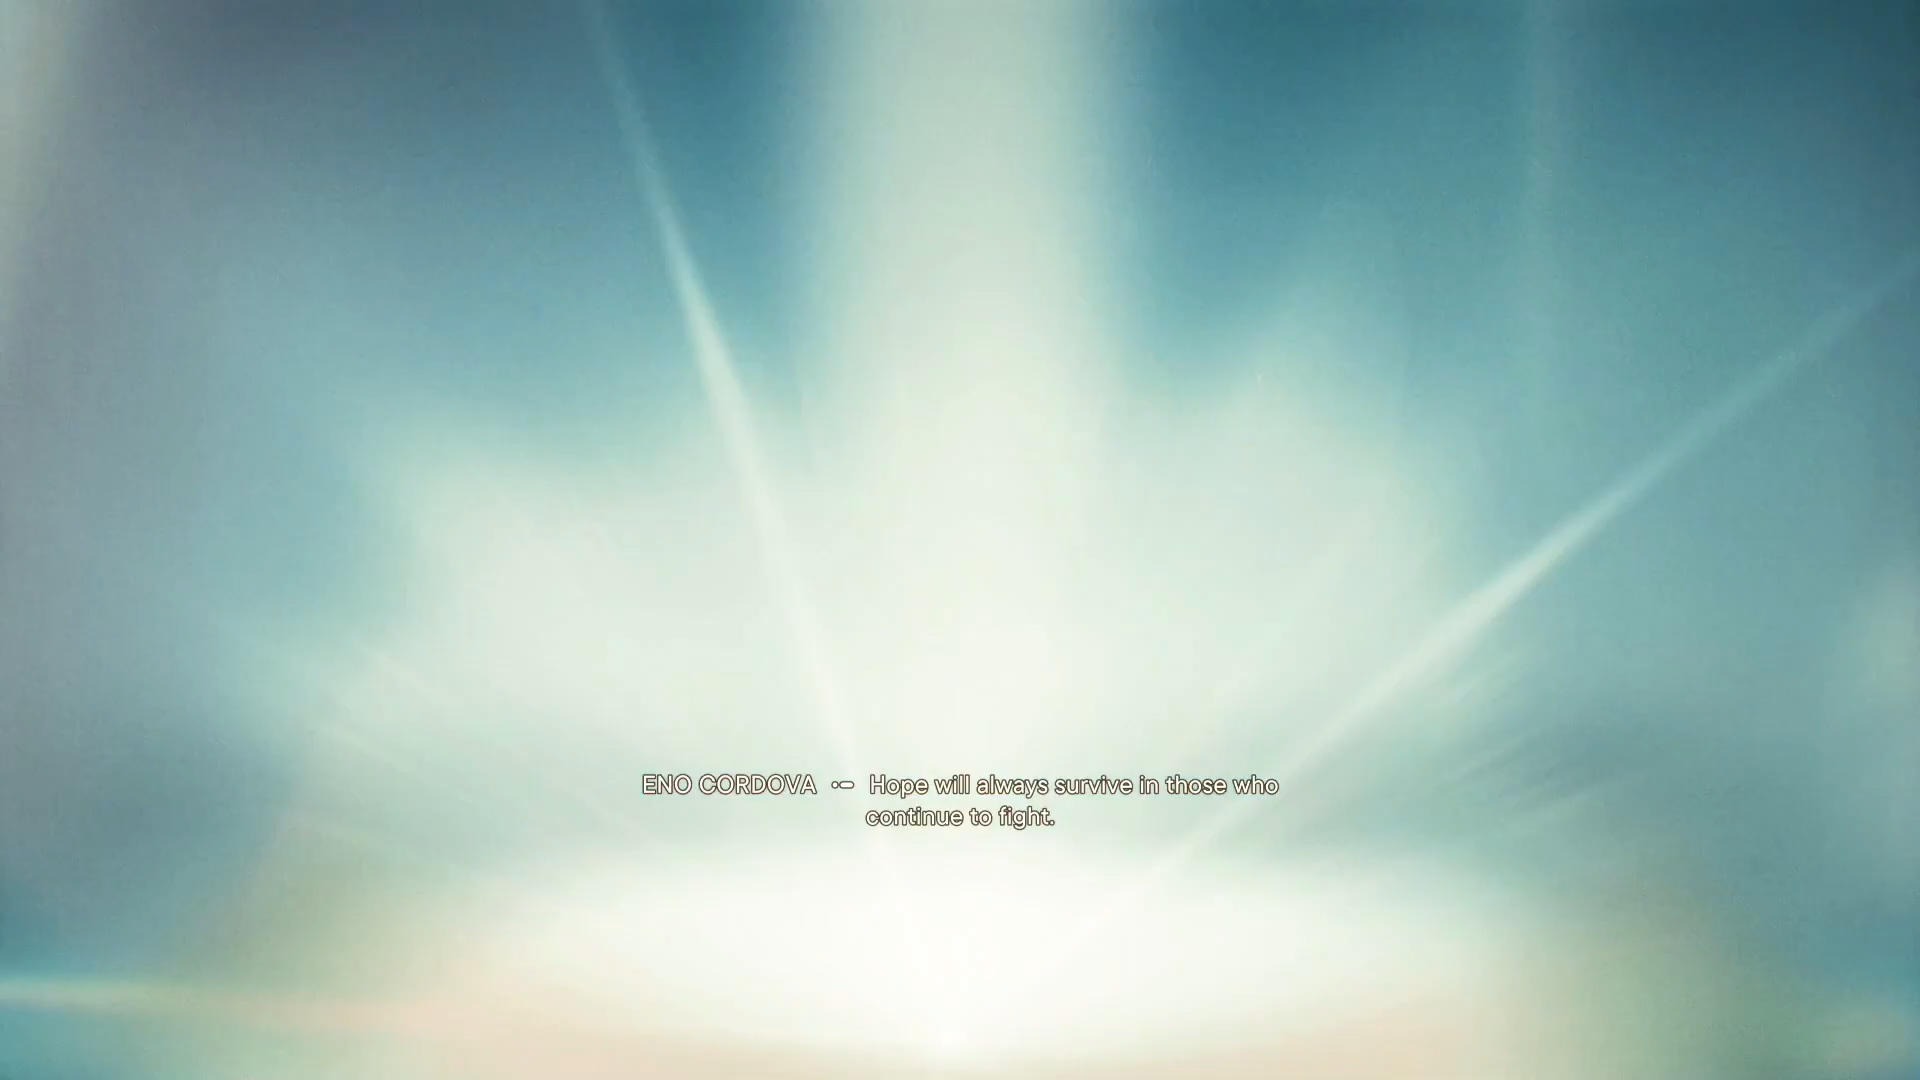 ENO CORDOVA •– Hope will always survive in those who
continue to fight.